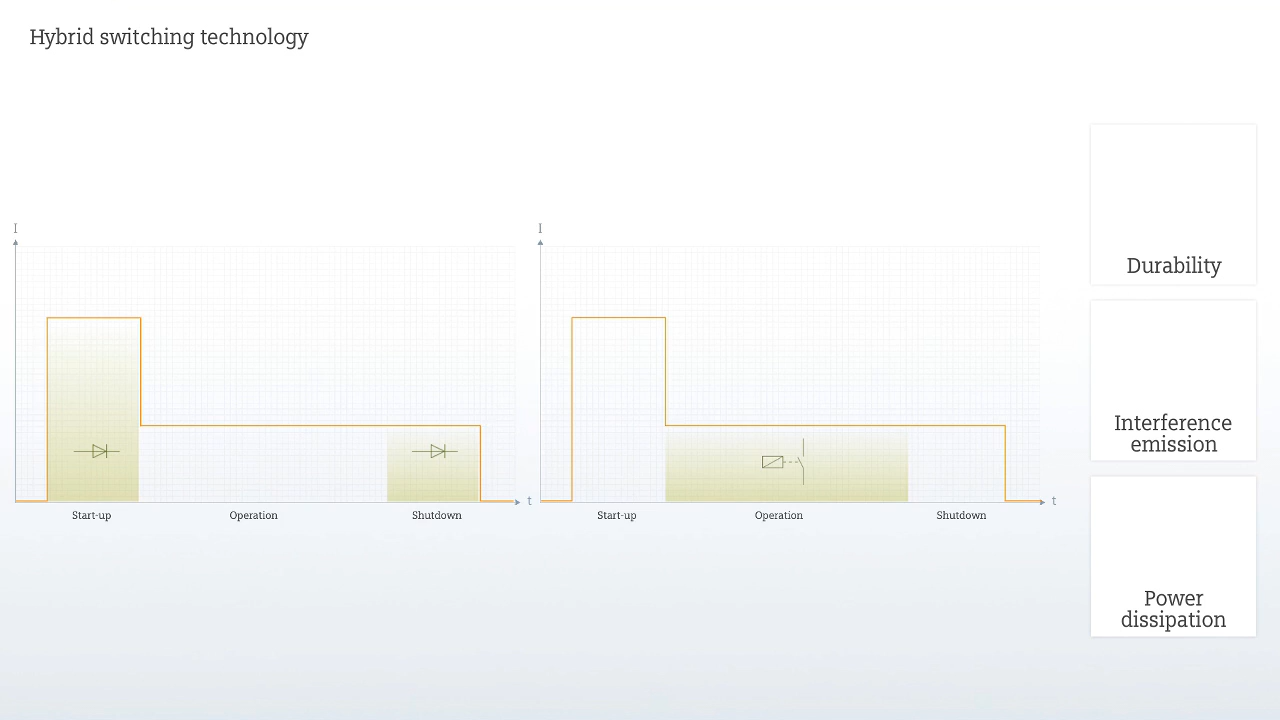 Hybrid switching technology
I
t
Start-up
Operation
Shutdown
I
t
Start-up
Operation
Shutdown
Durability
Interference
emission
Power
dissipation